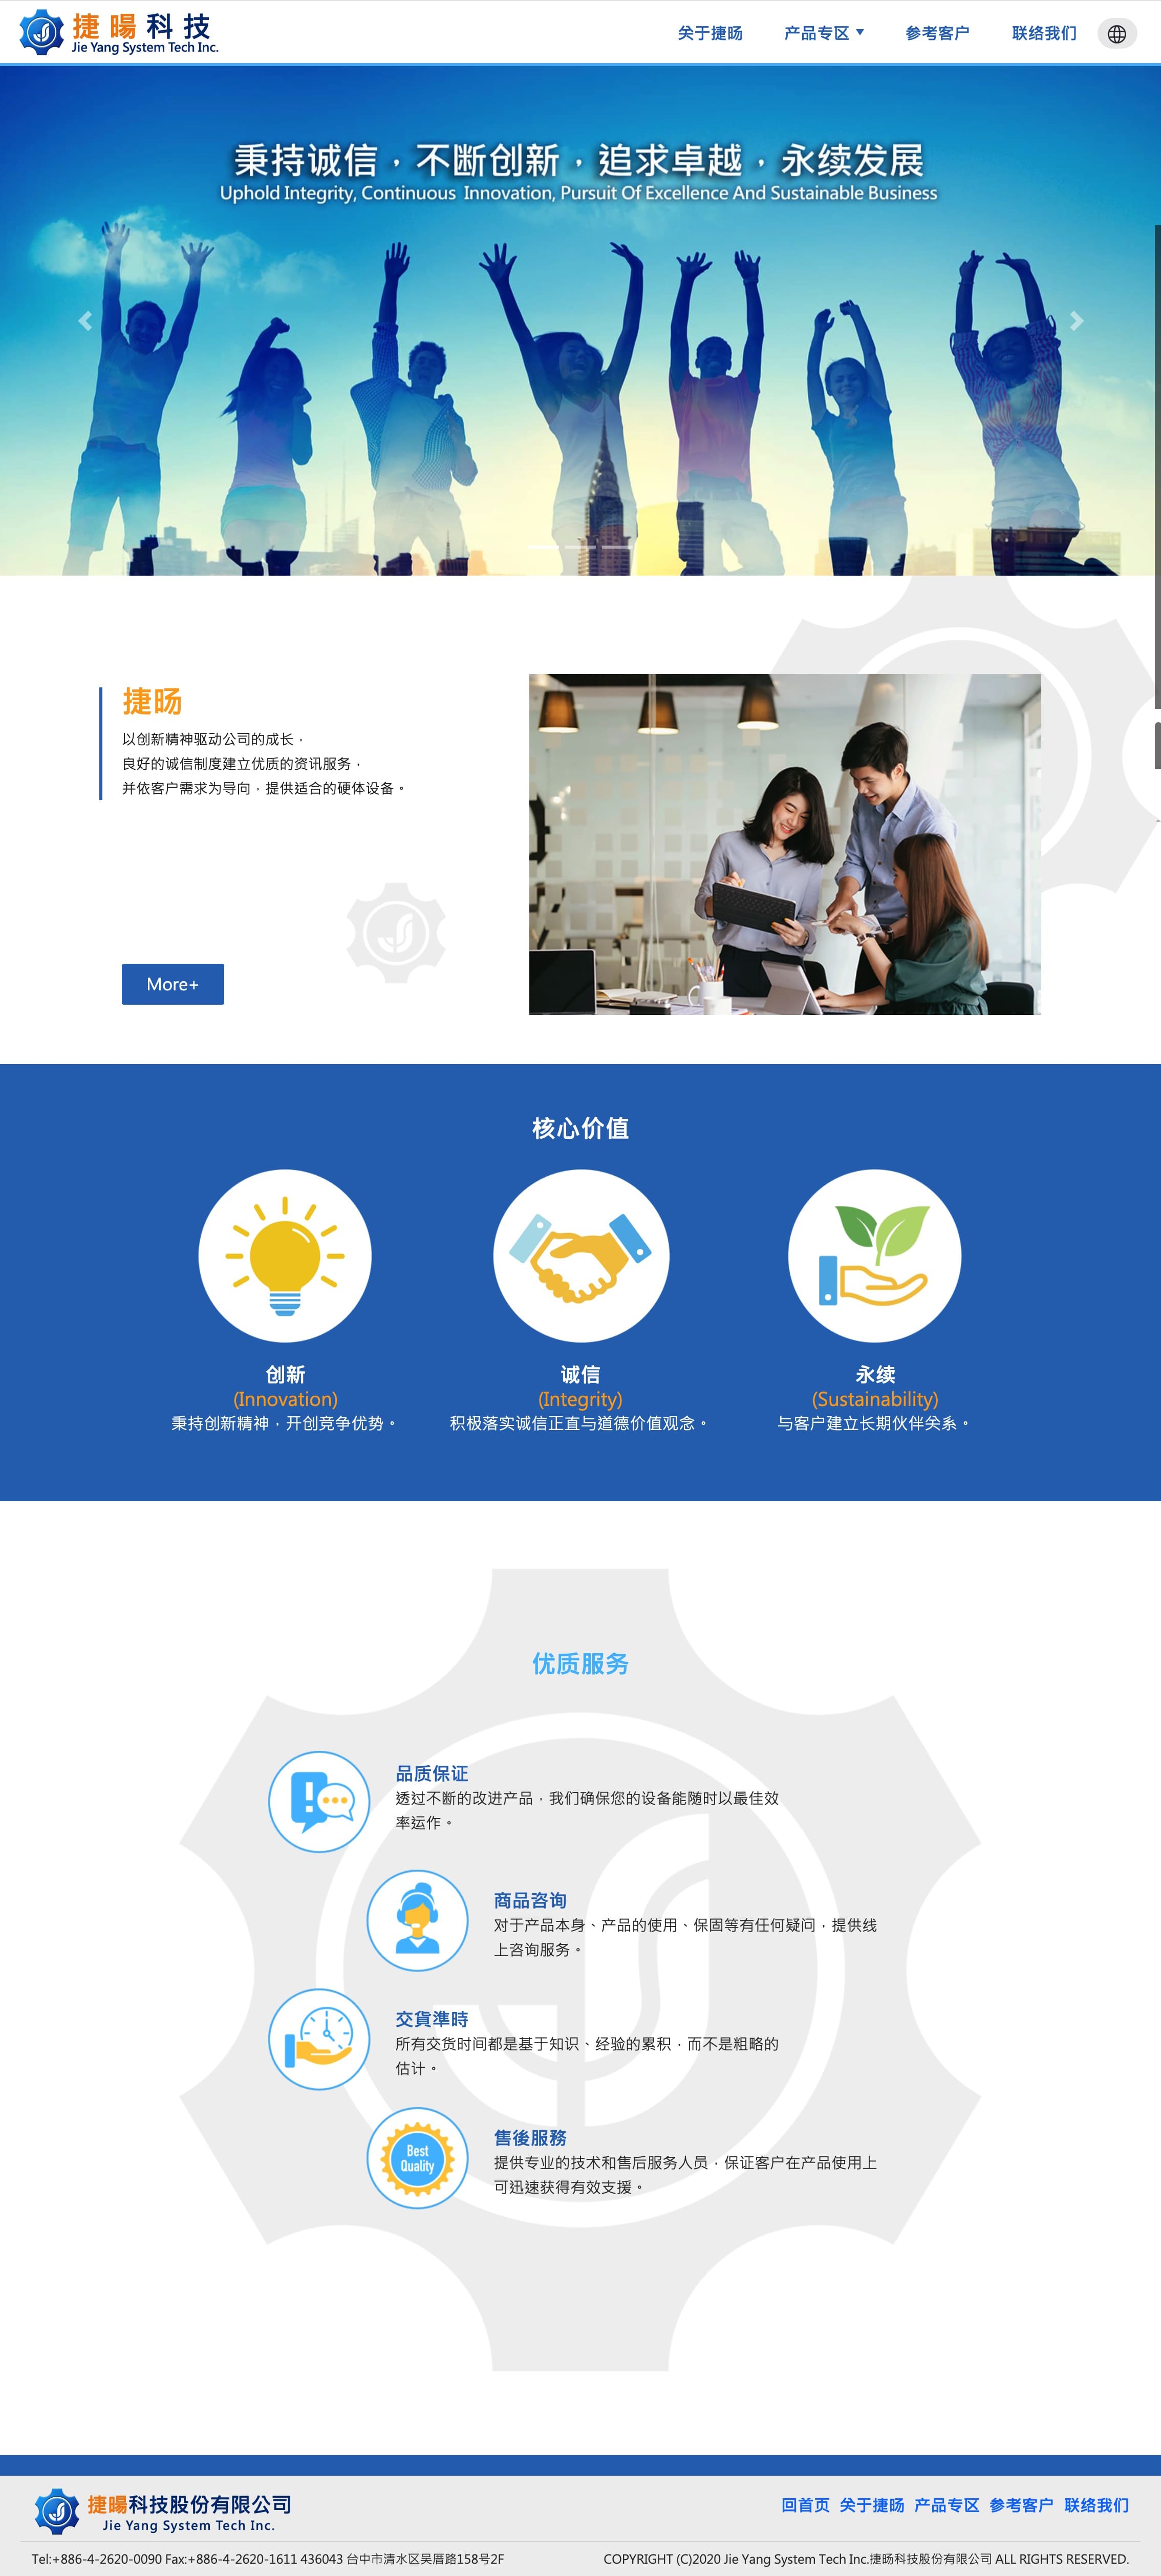 捷暘科技
Jie Yang System Tech Inc.
关于捷旸
产品专区
参考客户
联络我们
秉持诚信，不断创新，追求卓越，永续发展
Uphold Integrity, Continuous Innovation, Pursuit Of Excellence And Sustainable Business
捷旸
以创新精神驱动公司的成长，
良好的诚信制度建立优质的资讯服务，
并依客户需求为导向，提供适合的硬体设备。
More+
核心价值
创新
(Innovation)
秉持创新精神，开创竞争优势。
诚信
(Integrity)
积极落实诚信正直与道德价值观念。
永续
(Sustainability)
与客户建立长期伙伴关系。
优质服务
品质保证
透过不断的改进产品，我们确保您的设备能随时以最佳效
率运作。
商品咨询
对于产品本身、产品的使用、保固等有任何疑问，提供线
上咨询服务。
交貨準時
所有交货时间都是基于知识、经验的累积，而不是粗略的
估计。
Best
Quality
售後服務
提供专业的技术和售后服务人员，保证客户在产品使用上
可迅速获得有效支援。
捷暘科技股份有限公司
Jie Yang System Tech Inc.
回首页 关于捷旸 产品专区 参考客户 联络我们
Tel:+886-4-2620-0090 Fax:+886-4-2620-1611 436043 台中市清水区吴厝路158号2F
COPYRIGHT (C)2020 Jie Yang System Tech Inc.捷旸科技股份有限公司 ALL RIGHTS RESERVED.